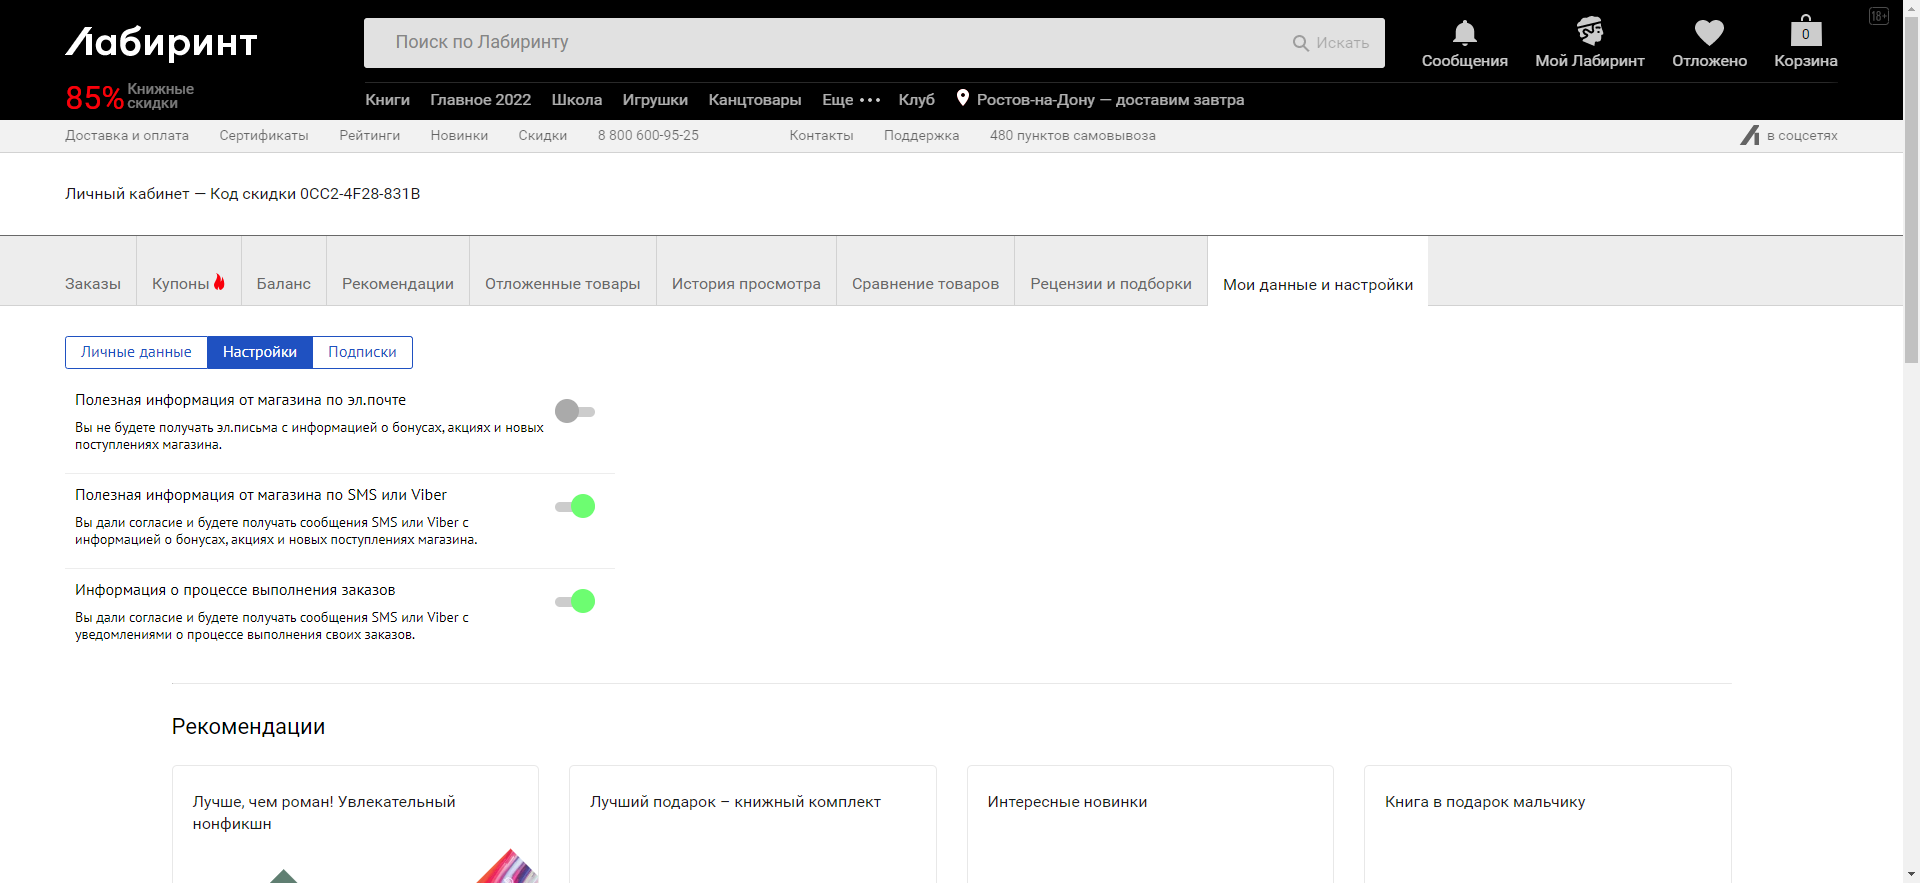 Лабиринт
Поиск по Лабиринту
Искать
Сообщения
Мой Лабиринт
Отложено
0
Корзина
18+
85% Книжные скидки
Книги
Главное 2022
Школа
Игрушки
Канцтовары
Еще •••
Клуб
Ростов-на-Дону — доставим завтра
Доставка и оплата
Сертификаты
Рейтинги
Новинки
Скидки
8 800 600-95-25
Контакты
Поддержка
480 пунктов самовывоза
в соцсетях
Личный кабинет — Код скидки 0CC2-4F28-831B
Заказы
Купоны
Баланс
Рекомендации
Отложенные товары
История просмотра
Сравнение товаров
Рецензии и подборки
Мои данные и настройки
Личные данные
Настройки
Подписки
Полезная информация от магазина по эл.почте
Вы не будете получать эл.письма с информацией о бонусах, акциях и новых
поступлениях магазина.
Полезная информация от магазина по SMS или Viber
Вы дали согласие и будете получать сообщения SMS или Viber с
информацией о бонусах, акциях и новых поступлениях магазина.
Информация о процессе выполнения заказов
Вы дали согласие и будете получать сообщения SMS или Viber с
уведомлениями о процессе выполнения своих заказов.
Рекомендации
Лучше, чем роман! Увлекательный
нонфикшн
Лучший подарок – книжный комплект
Интересные новинки
Книга в подарок мальчику